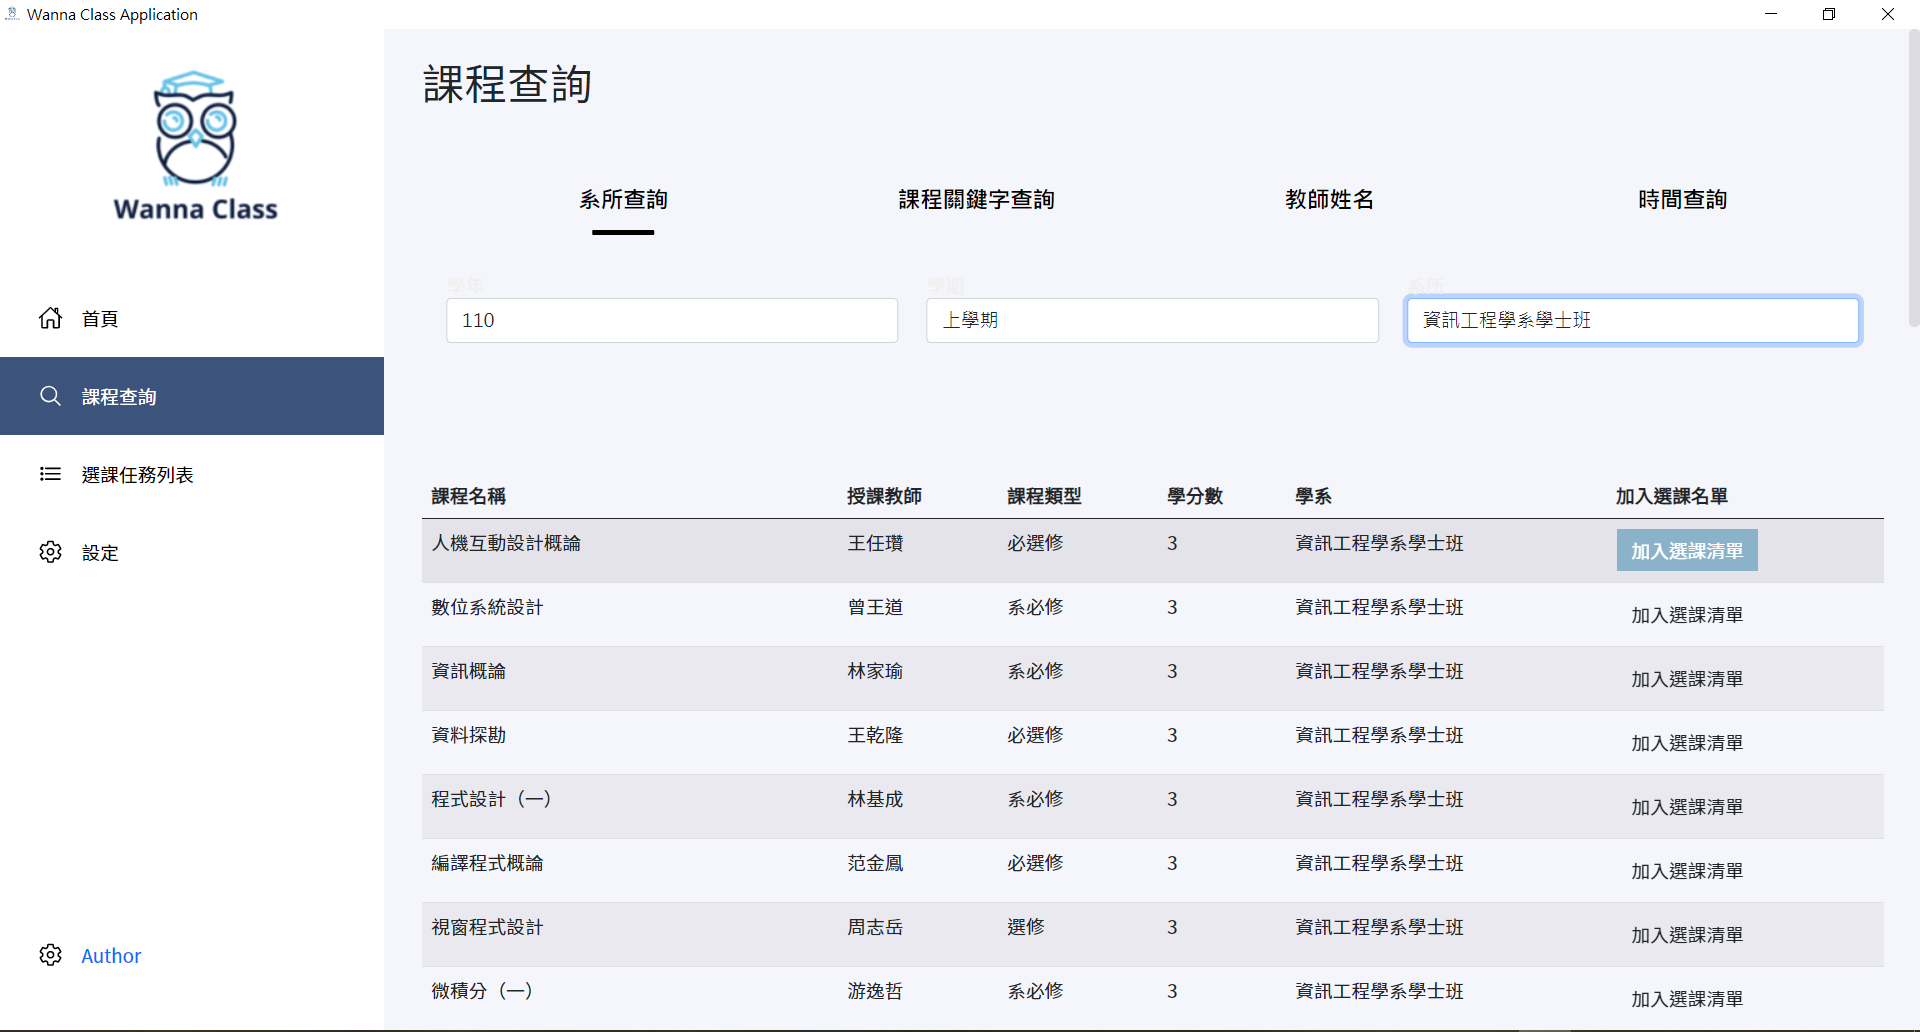 Wanna Class Application
Wanna Class
首頁
課程查詢
選課任務列表
設定
Author
課程查詢
系所查詢 課程關鍵字查詢 教師姓名 時間查詢
學年 學期 系所
110 上學期 資訊工程學系學士班
課程名稱 授課教師 課程類型 學分數 學系 加入選課名單
人機互動設計概論 王任瓚 必選修 3 資訊工程學系學士班 加入選課清單
數位系統設計 曾王道 系必修 3 資訊工程學系學士班 加入選課清單
資訊概論 林家瑜 系必修 3 資訊工程學系學士班 加入選課清單
資料探勘 王乾隆 必選修 3 資訊工程學系學士班 加入選課清單
程式設計（一） 林基成 系必修 3 資訊工程學系學士班 加入選課清單
編譯程式概論 范金鳳 必選修 3 資訊工程學系學士班 加入選課清單
視窗程式設計 周志岳 選修 3 資訊工程學系學士班 加入選課清單
微積分（一） 游逸哲 系必修 3 資訊工程學系學士班 加入選課清單